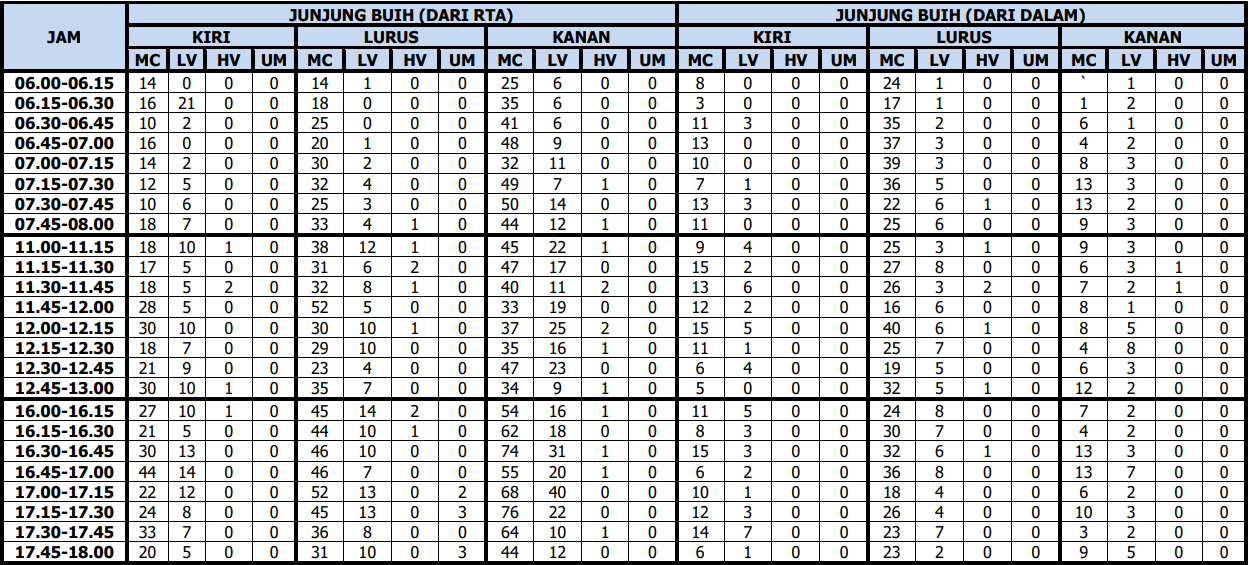 JAM JUNJUNG BUIH (DARI RTA) JUNJUNG BUIH (DARI DALAM)
KIRI LURUS KANAN KIRI LURUS KANAN
MC LV HV UM MC LV HV UM MC LV HV UM MC LV HV UM MC LV HV UM MC LV HV UM
06.00-06.15 14 0 0 0 14 1 0 0 25 6 0 0 8 0 0 0 24 1 0 0 ` 1 0 0
06.15-06.30 16 21 0 0 18 0 0 0 35 6 0 0 3 0 0 0 17 1 0 0 1 2 0 0
06.30-06.45 10 2 0 0 25 0 0 0 41 6 0 0 11 3 0 0 35 2 0 0 6 1 0 0
06.45-07.00 16 0 0 0 20 1 0 0 48 9 0 0 13 0 0 0 37 3 0 0 4 2 0 0
07.00-07.15 14 2 0 0 30 2 0 0 32 11 0 0 10 0 0 0 39 3 0 0 8 3 0 0
07.15-07.30 12 5 0 0 32 4 0 0 49 7 1 0 7 1 0 0 36 5 0 0 13 3 0 0
07.30-07.45 10 6 0 0 25 3 0 0 50 14 0 0 13 3 0 0 22 6 1 0 13 2 0 0
07.45-08.00 18 7 0 0 33 4 1 0 44 12 1 0 11 0 0 0 25 6 0 0 9 3 0 0
11.00-11.15 18 10 1 0 38 12 1 0 45 22 1 0 9 4 0 0 25 3 1 0 9 3 0 0
11.15-11.30 17 5 0 0 31 6 2 0 47 17 0 0 15 2 0 0 27 8 0 0 6 3 1 0
11.30-11.45 18 5 2 0 32 8 1 0 40 11 2 0 13 6 0 0 26 3 2 0 7 2 1 0
11.45-12.00 28 5 0 0 52 5 0 0 33 19 0 0 12 2 0 0 16 6 0 0 8 1 0 0
12.00-12.15 30 10 0 0 30 10 1 0 37 25 2 0 15 5 0 0 40 6 1 0 8 5 0 0
12.15-12.30 18 7 0 0 29 10 0 0 35 16 1 0 11 1 0 0 25 7 0 0 4 8 0 0
12.30-12.45 21 9 0 0 23 4 0 0 47 23 0 0 6 4 0 0 19 5 0 0 6 3 0 0
12.45-13.00 30 10 1 0 35 7 0 0 34 9 1 0 5 0 0 0 32 5 1 0 12 2 0 0
16.00-16.15 27 10 1 0 45 14 2 0 54 16 1 0 11 5 0 0 24 8 0 0 7 2 0 0
16.15-16.30 21 5 0 0 44 10 1 0 62 18 0 0 8 3 0 0 30 7 0 0 4 2 0 0
16.30-16.45 30 13 0 0 46 10 0 0 74 31 1 0 15 3 0 0 32 6 1 0 13 3 0 0
16.45-17.00 44 14 0 0 46 7 0 0 55 20 1 0 6 2 0 0 36 8 0 0 13 7 0 0
17.00-17.15 22 12 0 0 52 13 0 2 68 40 0 0 10 1 0 0 18 4 0 0 6 2 0 0
17.15-17.30 24 8 0 0 45 13 0 3 76 22 0 0 12 3 0 0 26 4 0 0 10 3 0 0
17.30-17.45 33 7 0 0 36 8 0 0 64 10 1 0 14 7 0 0 23 7 0 0 3 2 0 0
17.45-18.00 20 5 0 0 31 10 0 3 44 12 0 0 6 1 0 0 23 2 0 0 9 5 0 0